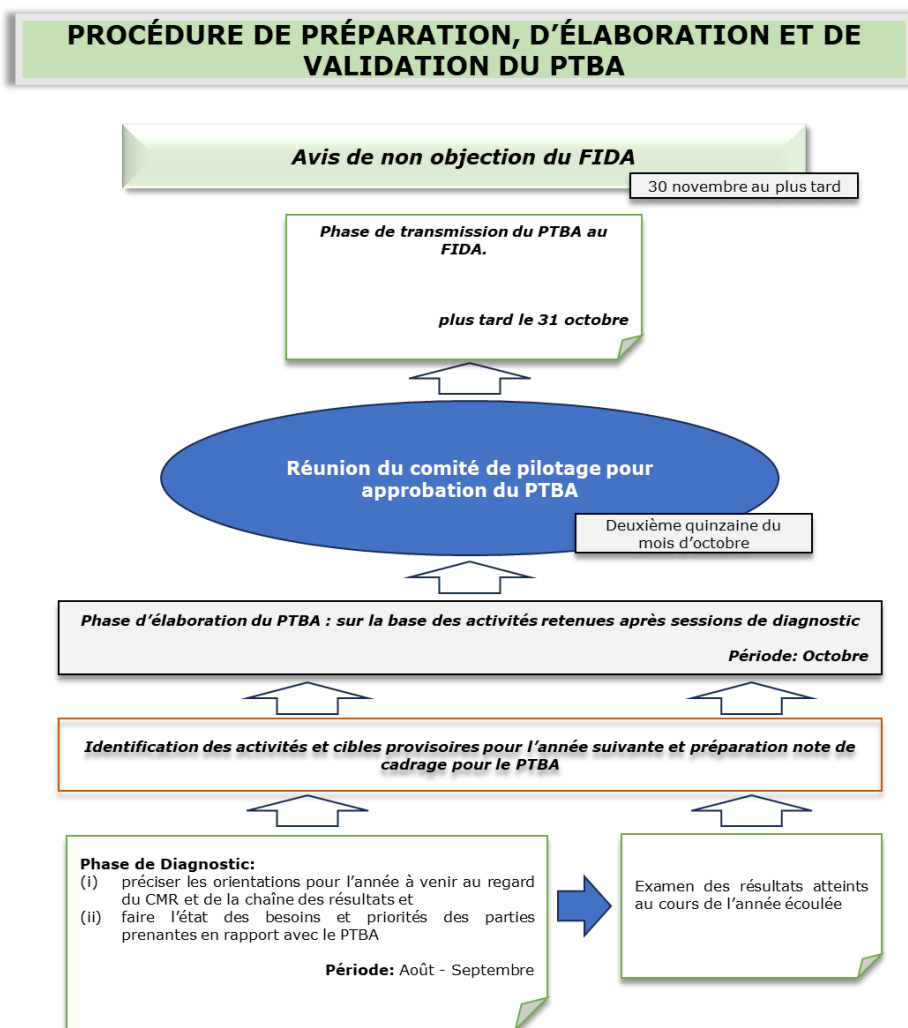 PROCÉDURE DE PRÉPARATION, D’ÉLABORATION ET DE
VALIDATION DU PTBA
Avis de non objection du FIDA
30 novembre au plus tard
Phase de transmission du PTBA au
FIDA.
plus tard le 31 octobre
Réunion du comité de pilotage pour
approbation du PTBA
Deuxième quinzaine du
mois d’octobre
Phase d’élaboration du PTBA : sur la base des activités retenues après sessions de diagnostic
Période: Octobre
Identification des activités et cibles provisoires pour l’année suivante et préparation note de
cadrage pour le PTBA
Phase de Diagnostic:
(i) préciser les orientations pour l’année à venir au regard
du CMR et de la chaîne des résultats et
(ii) faire l’état des besoins et priorités des parties
prenantes en rapport avec le PTBA
Période: Août - Septembre
Examen des résultats atteints
au cours de l’année écoulée